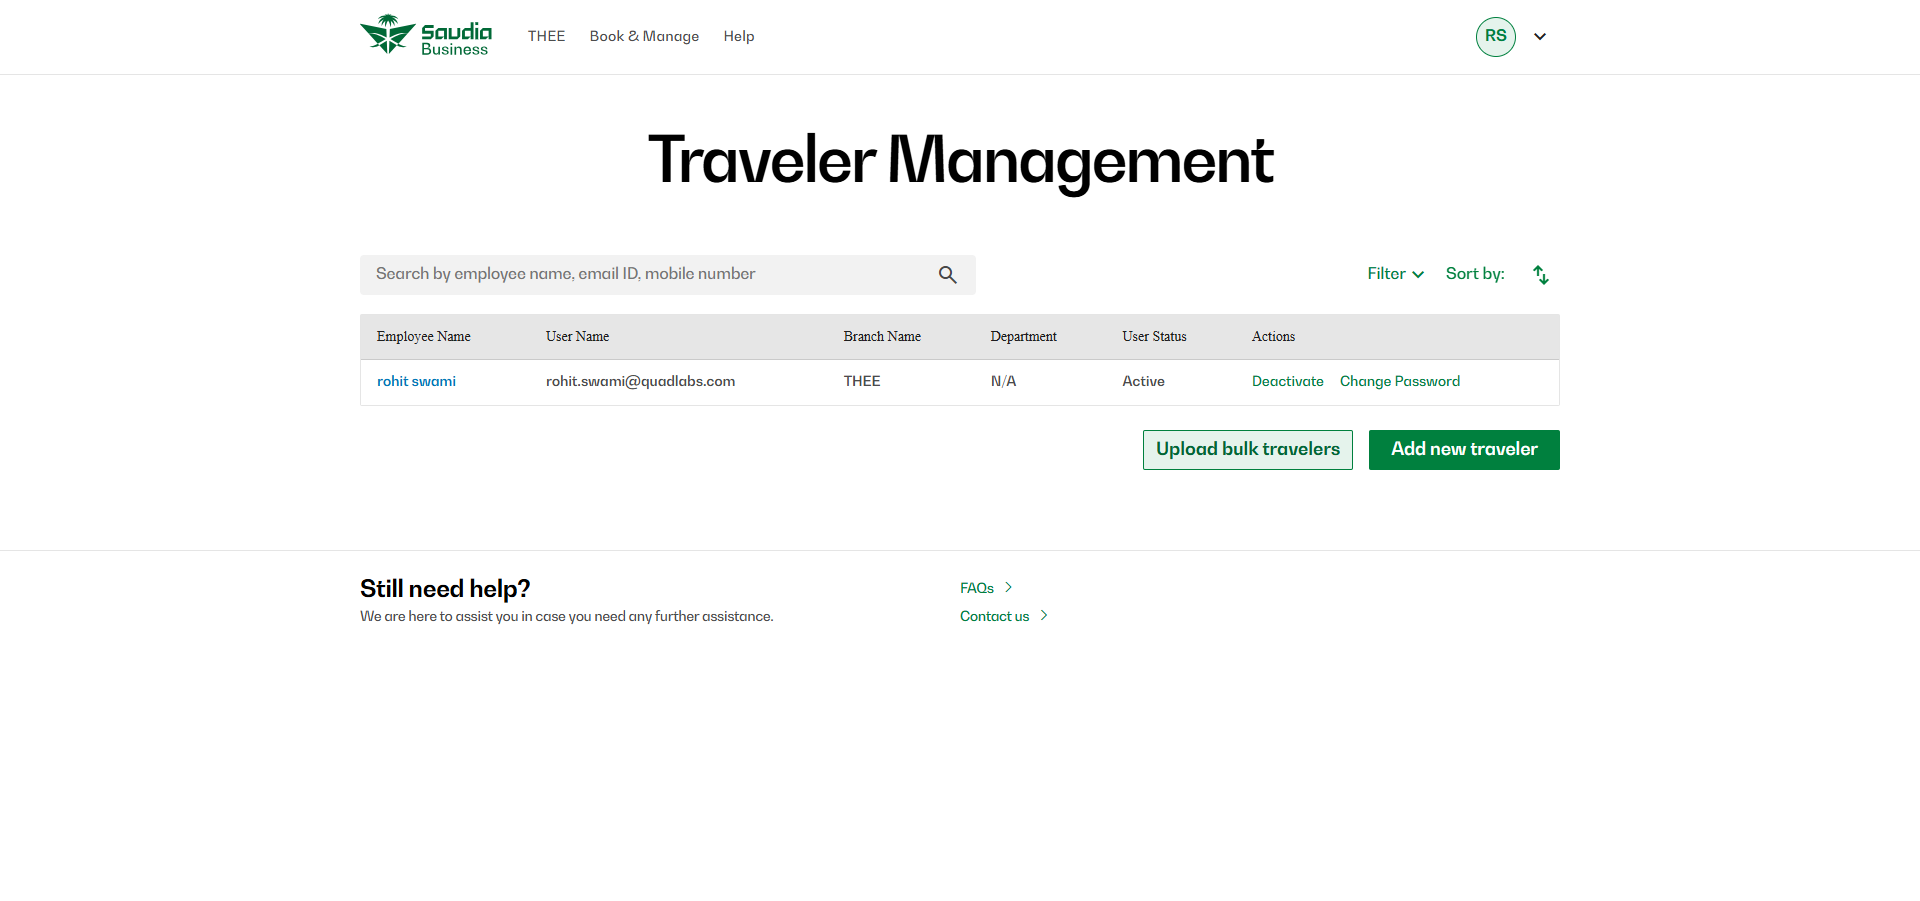 Saudia
Business
THEE Book & Manage Help
RS
Traveler Management
Search by employee name, email ID, mobile number
Filter Sort by:
Employee Name User Name Branch Name Department User Status Actions
rohit swami rohit.swami@quadlabs.com THEE N/A Active Deactivate Change Password
Upload bulk travelers Add new traveler
Still need help?
We are here to assist you in case you need any further assistance.
FAQs
Contact us